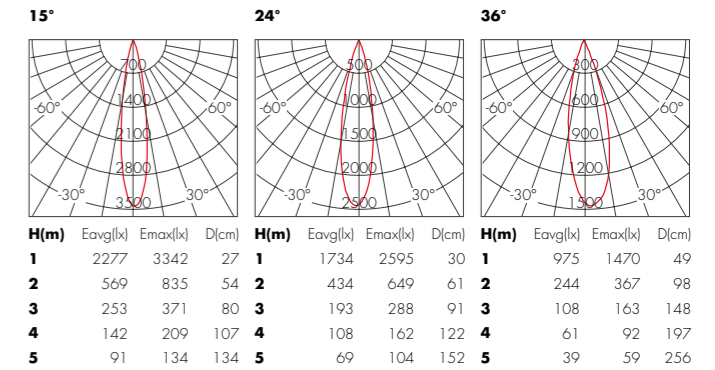 15° 24° 36°
700 500 300
1400 1000 600
-60° 60° -60° 60° -60° 60°
2100 1500 900
2800 2000 1200
-30° 30° -30° 30° -30° 30°
3500 2500 1500
H(m) Eavg(lx) Emax(lx) D(cm) H(m) Eavg(lx) Emax(lx) D(cm) H(m) Eavg(lx) Emax(lx) D(cm)
1 2277 3342 27 1 1734 2595 30 1 975 1470 49
2 569 835 54 2 434 649 61 2 244 367 98
3 253 371 80 3 193 288 91 3 108 163 148
4 142 209 107 4 108 162 122 4 61 92 197
5 91 134 134 5 69 104 152 5 39 59 256